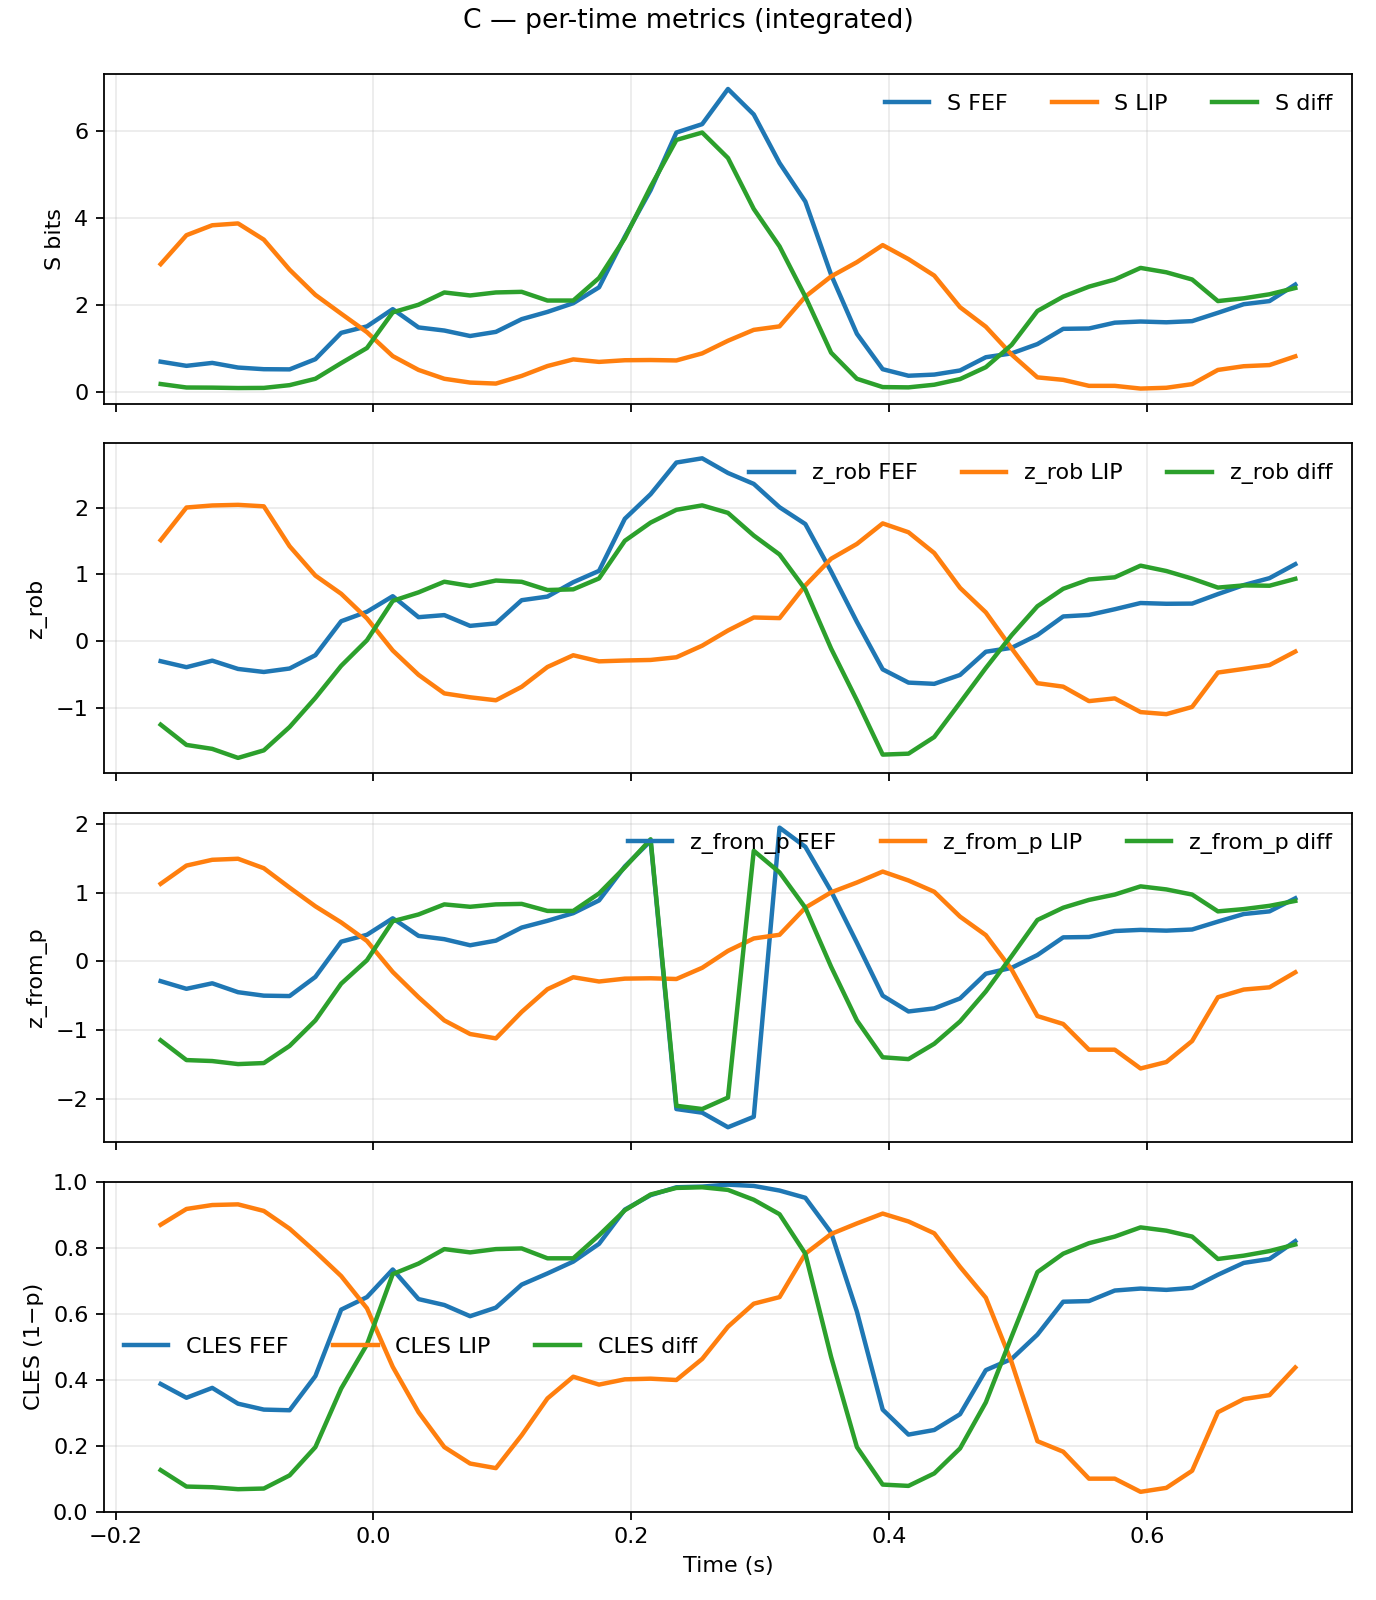 C — per-time metrics (integrated)
S FEF S LIP S diff
6
4
2
0
S bits
z_rob FEF z_rob LIP z_rob diff
2
1
0
−1
z_rob
z_from_p FEF z_from_p LIP z_from_p diff
2
1
0
−1
−2
z_from_p
1.0
0.8
0.6
0.4
0.2
0.0
CLES (1−p)
CLES FEF CLES LIP CLES diff
−0.2 0.0 0.2 0.4 0.6
Time (s)